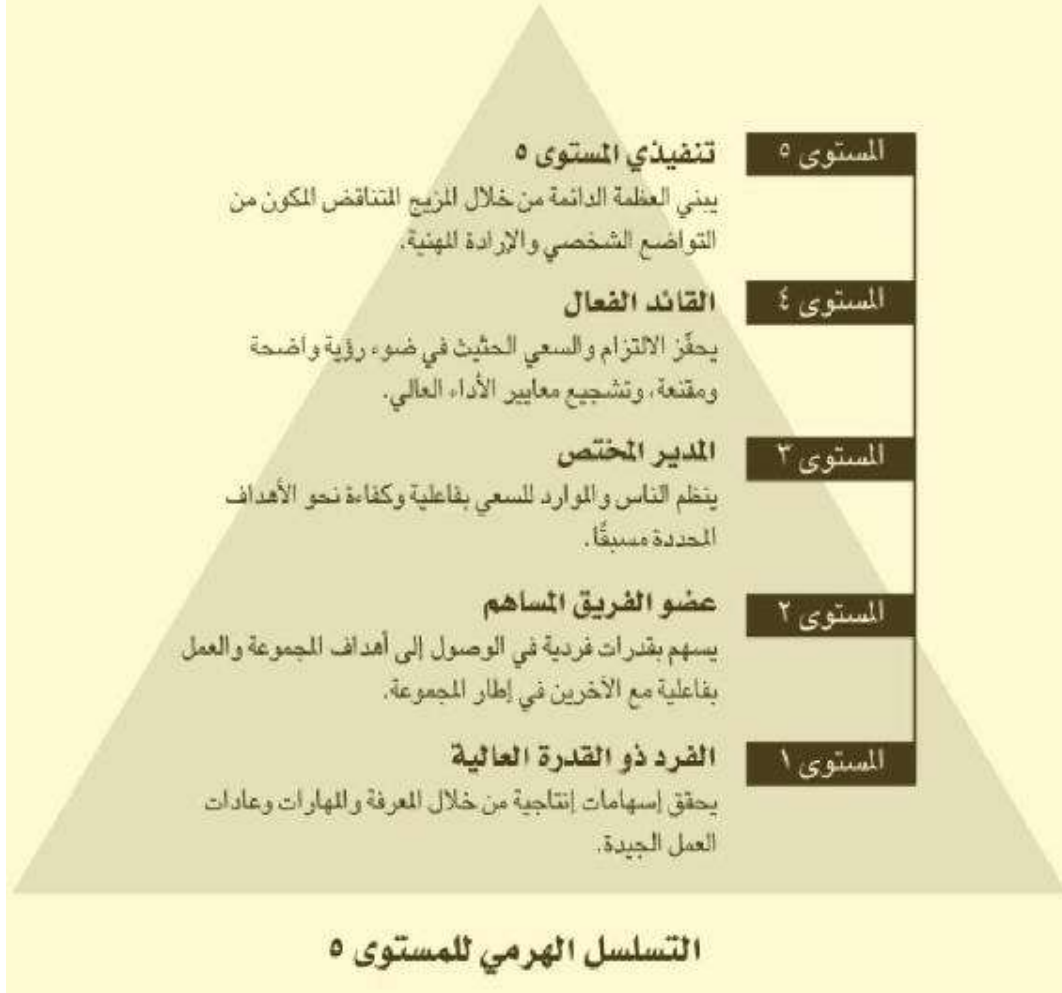 المستوى ٥
تنفيذي المستوى ٥
يبني العظمة الدائمة من خلال المزيج المتناقض المكون من
التواضع الشخصي والإرادة المهنية.
المستوى ٤
القائد الفعال
يحفّز الالتزام والسعي الحثيث في ضوء رؤية واضحة
ومقنعة، وتشجيع معايير الأداء العالي.
المستوى ٣
المدير المختص
ينظم الناس والموارد للسعي بفاعلية وكفاءة نحو الأهداف
المحددة مسبقًا.
المستوى ٢
عضو الفريق المساهم
يسهم بقدرات فردية في الوصول إلى أهداف المجموعة والعمل
بفاعلية مع الآخرين في إطار المجموعة.
المستوى ١
الفرد ذو القدرة العالية
يحقق إسهامات إنتاجية من خلال المعرفة والمهارات وعادات
العمل الجيدة.
التسلسل الهرمي للمستوى ٥